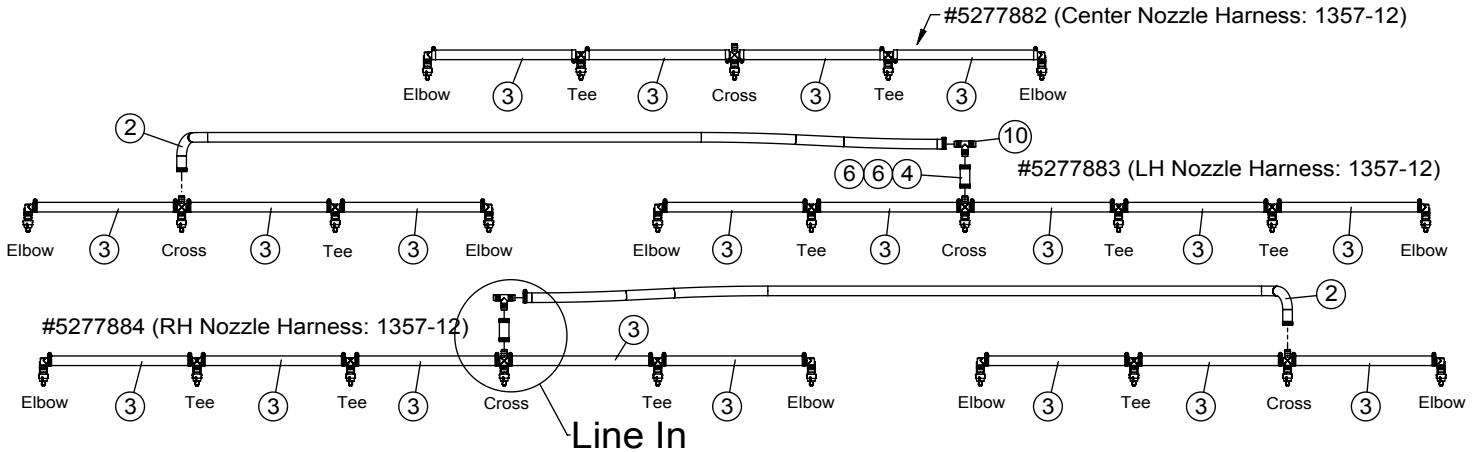 #5277882 (Center Nozzle Harness: 1357-12)
Elbow 3 Tee 3 Cross 3 Tee 3 Elbow
2
10
6 6 4
#5277883 (LH Nozzle Harness: 1357-12)
Elbow 3 Cross 3 Tee 3 Elbow
Elbow 3 Tee 3 Cross 3 Tee 3 Tee 3 Elbow
2
#5277884 (RH Nozzle Harness: 1357-12)
3
Elbow 3 Tee 3 Tee 3 Cross Tee 3 Elbow
Elbow 3 Tee 3 Cross 3 Elbow
Line In